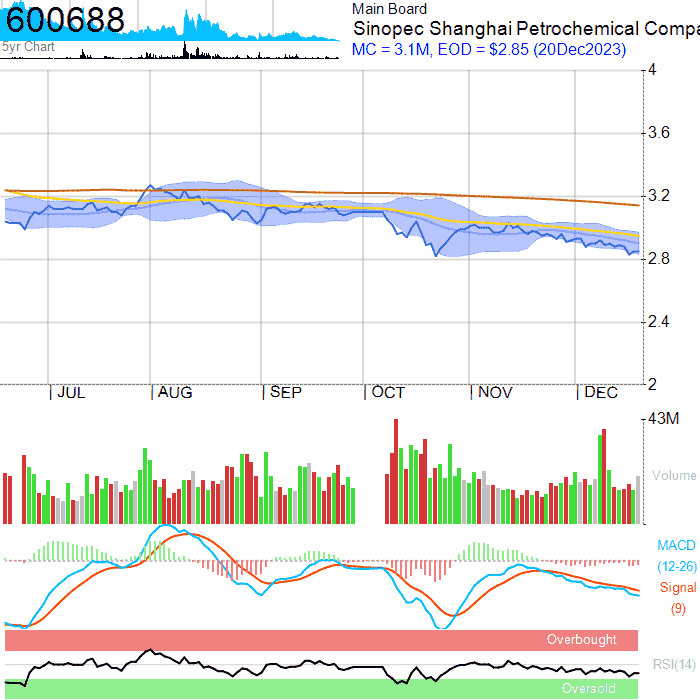 600688
5yr Chart
Main Board
Sinopec Shanghai Petrochemical Compa
MC = 3.1M, EOD = $2.85 (20Dec2023)
4
3.6
3.2
2.8
2.4
2
JUL AUG SEP OCT NOV DEC
43M
Volume
MACD
(12-26)
Signal
(9)
Overbought
RSI(14)
Oversold